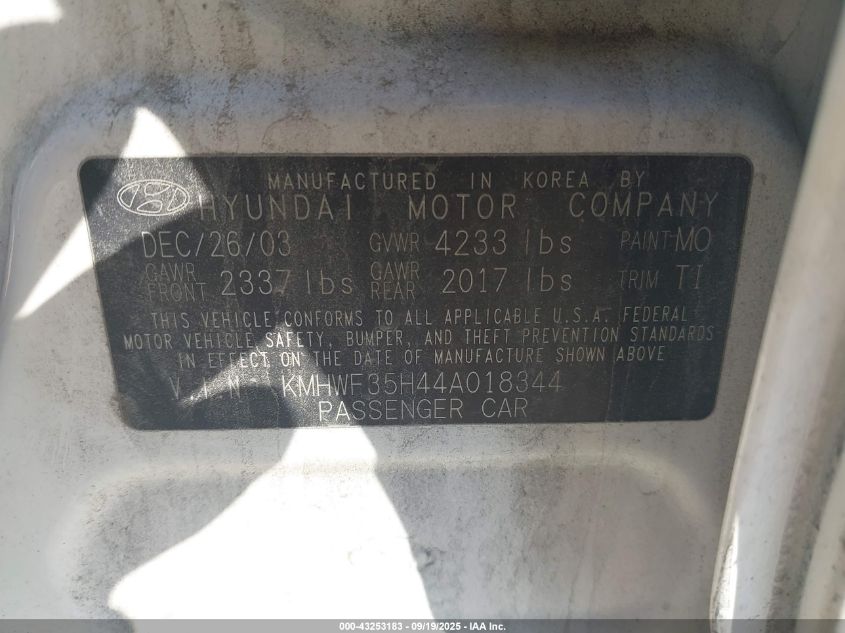 MANUFACTURED IN KOREA BY
HYUNDAI MOTOR COMPANY
DEC/26/03 GVWR 4233 lbs PAINT MO
GAWR FRONT 2337 lbs GAWR REAR 2017 lbs TRIM TI
THIS VEHICLE CONFORMS TO ALL APPLICABLE U.S.A. FEDERAL
MOTOR VEHICLE SAFETY, BUMPER, AND THEFT PREVENTION STANDARDS
IN EFFECT ON THE DATE OF MANUFACTURE SHOWN ABOVE
V I N KMHWF35H44A018344
PASSENGER CAR
000-43253183 - 09/19/2025 - IAA Inc.